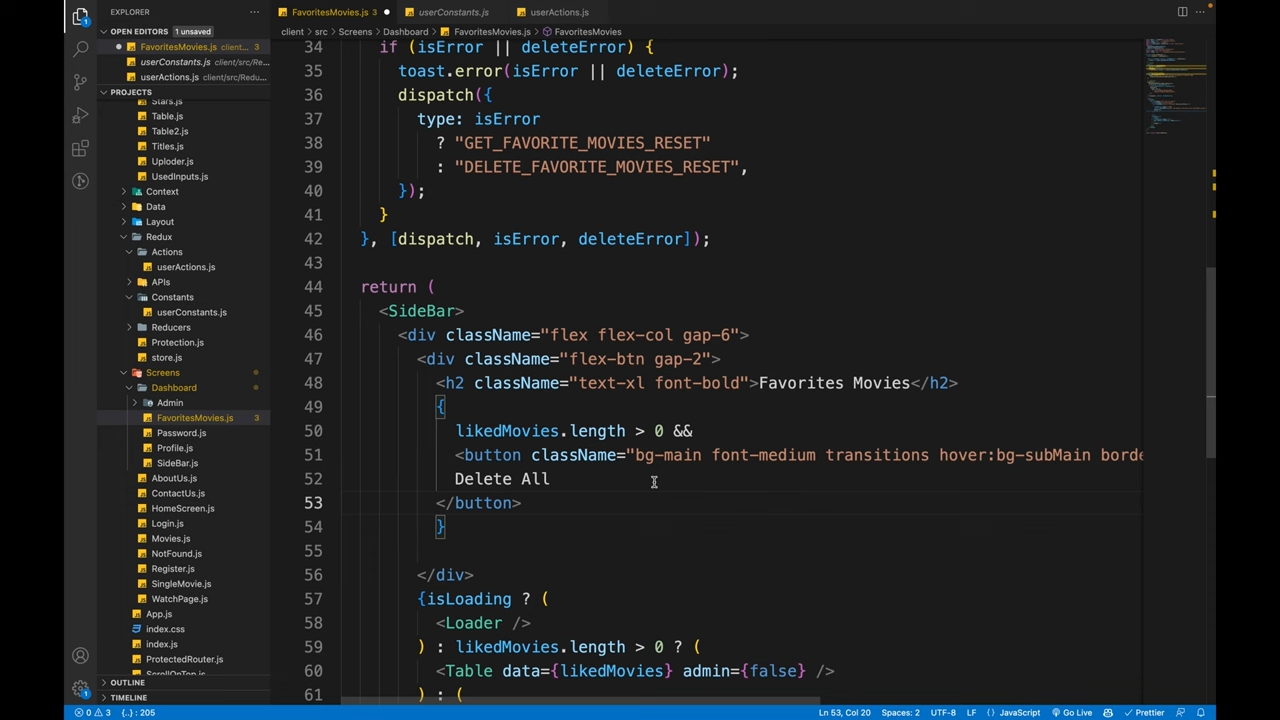 EXPLORER
OPEN EDITORS 1 unsaved
FavoritesMovies.js client... 3
userConstants.js client/src/Re...
userActions.js client/src/Redu...
PROJECTS
Stars.js
Table.js
Table2.js
Titles.js
Uploder.js
UsedInputs.js
Context
Data
Layout
Redux
Actions
userActions.js
APIs
Constants
userConstants.js
Reducers
Protection.js
store.js
Screens
Dashboard
Admin
FavoritesMovies.js 3
Password.js
Profile.js
SideBar.js
AboutUs.js
ContactUs.js
HomeScreen.js
Login.js
Movies.js
NotFound.js
Register.js
SingleMovie.js
WatchPage.js
App.js
index.css
index.js
ProtectedRouter.js
ScrollOnTop.js
OUTLINE
TIMELINE
FavoritesMovies.js 3
userConstants.js
userActions.js
client > src > Screens > Dashboard > FavoritesMovies.js > FavoritesMovies
34 if (isError || deleteError) {
35 toast.error(isError || deleteError);
36 dispatch({
37 type: isError
38 ? "GET_FAVORITE_MOVIES_RESET"
39 : "DELETE_FAVORITE_MOVIES_RESET",
40 });
41 }
42 }, [dispatch, isError, deleteError]);
43
44 return (
45 <SideBar>
46 <div className="flex flex-col gap-6">
47 <div className="flex-btn gap-2">
48 <h2 className="text-xl font-bold">Favorites Movies</h2>
49 {
50 likedMovies.length > 0 &&
51 <button className="bg-main font-medium transitions hover:bg-subMain borde
52 Delete All
53 </button>
54 }
55
56 </div>
57 {isLoading ? (
58 <Loader />
59 ) : likedMovies.length > 0 ? (
60 <Table data={likedMovies} admin={false} />
61 ) : (
0 3 {..}: 205 Ln 53, Col 20 Spaces: 2 UTF-8 LF {} JavaScript Go Live Prettier